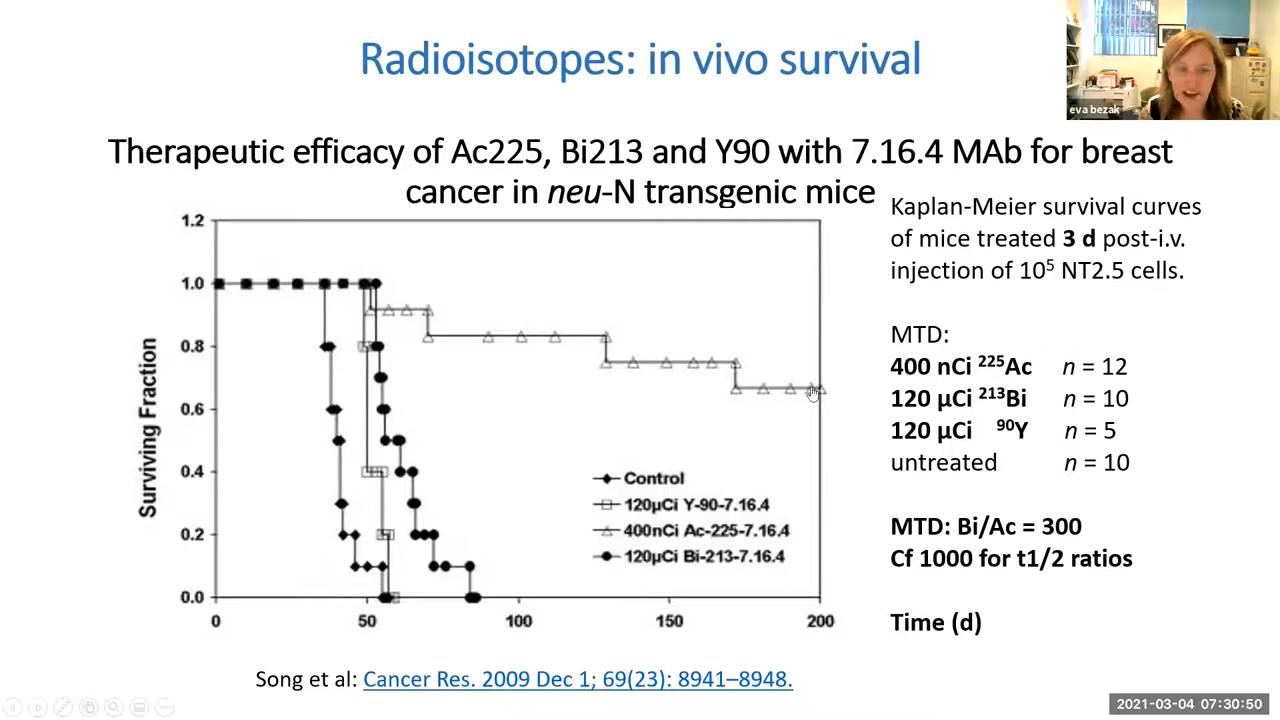 Radioisotopes: in vivo survival
eva bezak
Therapeutic efficacy of Ac225, Bi213 and Y90 with 7.16.4 MAb for breast
cancer in neu-N transgenic mice
Kaplan-Meier survival curves
of mice treated 3 d post-i.v.
injection of 10⁵ NT2.5 cells.
MTD:
400 nCi ²²⁵Ac n = 12
120 µCi ²¹³Bi n = 10
120 µCi ⁹⁰Y n = 5
untreated n = 10
MTD: Bi/Ac = 300
Cf 1000 for t1/2 ratios
Time (d)
Surviving Fraction
1.2
1.0
0.8
0.6
0.4
0.2
0.0
0
50
100
150
200
Control
120µCi Y-90-7.16.4
400nCi Ac-225-7.16.4
120µCi Bi-213-7.16.4
Song et al: Cancer Res. 2009 Dec 1; 69(23): 8941–8948.
2021-03-04 07:30:50